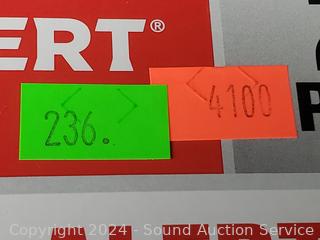 ERT®
236.
4100
P
Copyright 2024 - Sound Auction Service